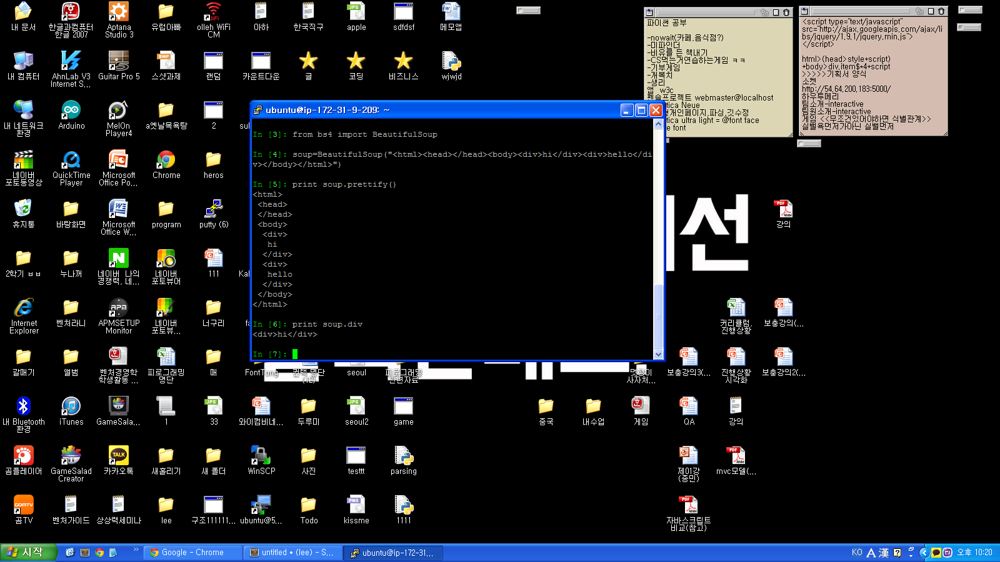 내 문서
한글과컴퓨터
한글 2007
Aptana
Studio 3
유럽아빠
olleh WiFi
CM
아하
한국직구
apple
sdfdsf
메모앱
내 컴퓨터
AhnLab V3
Internet S...
Guitar Pro 5
스샷과제
랜덤
카운트다운
글
코딩
비즈니스
wjwjd
내 네트워크
환경
Arduino
MelOn
Player4
a옛날목욕탕
2
네이버
포토동영상
QuickTime
Player
Microsoft
Office Po...
Chrome
heros
휴지통
바탕화면
Microsoft
Office W...
program
putty (6)
2학기 ㅂㅂ
누나꺼
네이버 나의
경쟁력, 네...
네이버
포토뷰어
111
Internet
Explorer
벤처라니
APMSETUP
Monitor
네이버
포토뷰...
너구리
갈매기
앨범
벤처경영학
학생활동 ...
피로그래밍
명단
매
FontTong
컨택 명단
(12)
seoul
피로그래밍
관련자료
멋쟁이
사자처...
보충강의3(...
진행상황
시각화
보충강의2(...
내 Bluetooth
환경
iTunes
GameSala...
1
33
와이컴비네...
두루미
seoul2
game
중국
내수업
게임
QA
강의
곰플레이어
GameSalad
Creator
카카오톡
새홀리기
새 폴더
WinSCP
사진
testtt
parsing
제01강
(종민)
mvc모델(...
곰TV
벤처가이드
상상력세미나
lee
구조111111...
ubuntu@5...
Todo
kissme
1111
자바스크립트
비교(참고)
강의
커리큘럼,
진행상황
보충강의(...
선
파이썬 공부
-nowait(카페,음식점?)
-미파인더
-비유를 든 책내기
-CS먹는거연습하는게임 ㅋㅋ
-기부게임
-개복치
-생리
앱 w3c
펜슬프로젝트 webmaster@localhost
tica Neue
개인페이지,파싱,깃수정
tica ultra light = @font face
e font
<script type="text/javascript"
src="http://ajax.googleapis.com/ajax/li
bs/jquery/1.9.1/jquery.min.js">
</script>
html>(head>style+script)
+body>div.item$*4+script
>>>>>기획서 양식
소켓
http://54.64.200.183:5000/
하우투메리
팀소개-interactive
팀원소개-interactive
게임 <<무조건있어야하면 식별관계>>
실밸욕먼저가아닌 실밸먼저
ubuntu@ip-172-31-9-209: ~
In [3]: from bs4 import BeautifulSoup
In [4]: soup=BeautifulSoup("<html><head></head><body><div>hi</div><div>hello</di
v></body></html>")
In [5]: print soup.prettify()
<html>
<head>
</head>
<body>
<div>
hi
</div>
<div>
hello
</div>
</body>
</html>
In [6]: print soup.div
<div>hi</div>
In [7]:
시작
Google - Chrome
untitled • (lee) - S...
ubuntu@ip-172-31...
KO A 漢
오후 10:20